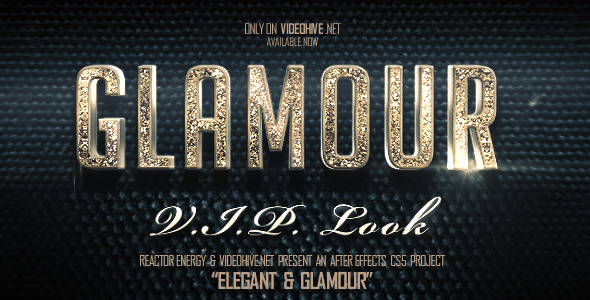 ONLY ON VIDEOHIVE.NET
AVAILABLE NOW
GLAMOUR
V.I.P. Look
REACTOR ENERGY & VIDEOHIVE.NET PRESENT AN AFTER EFFECTS CS5 PROJECT
“ELEGANT & GLAMOUR”